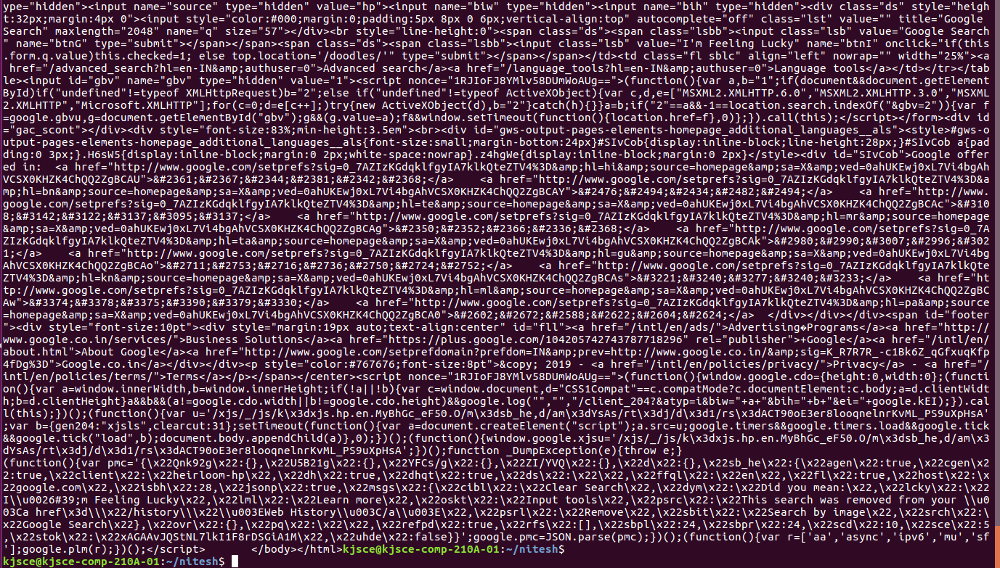 ype="hidden"><input name="source" type="hidden" value="hp"><input name="biw" type="hidden"><input name="bih" type="hidden"><div class="ds" style="heigh
t:32px;margin:4px 0"><input style="color:#000;margin:0;padding:5px 8px 0 6px;vertical-align:top" autocomplete="off" class="lst" value="" title="Google
Search" maxlength="2048" name="q" size="57"></div><br style="line-height:0"><span class="ds"><span class="lsbb"><input class="lsb" value="Google Search
" name="btnG" type="submit"></span></span><span class="ds"><span class="lsbb"><input class="lsb" value="I'm Feeling Lucky" name="btnI" onclick="if(this
.form.q.value)this.checked=1; else top.location='/doodles/'" type="submit"></span></span></td><td class="fl sblc" align="left" nowrap="" width="25%"><a
 href="/advanced_search?hl=en-IN&amp;authuser=0">Advanced search</a><a href="/language_tools?hl=en-IN&amp;authuser=0">Language tools</a></td></tr></tab
le><input id="gbv" name="gbv" type="hidden" value="1"><script nonce="1RJIoFJ8YMlv58DUmWoAUg==">(function(){var a,b="1";if(document&&document.getElement
ById)if("undefined"!=typeof XMLHttpRequest)b="2";else if("undefined"!=typeof ActiveXObject){var c,d,e=["MSXML2.XMLHTTP.6.0","MSXML2.XMLHTTP.3.0","MSXML
2.XMLHTTP","Microsoft.XMLHTTP"];for(c=0;d=e[c++];)try{new ActiveXObject(d),b="2"}catch(h){}}a=b;if("2"==a&&-1==location.search.indexOf("&gbv=2")){var f
=google.gbvu,g=document.getElementById("gbv");g&&(g.value=a);f&&window.setTimeout(function(){location.href=f},0)};}).call(this);</script></form><div id
="gac_scont"></div><div style="font-size:83%;min-height:3.5em"><br><div id="gws-output-pages-elements-homepage_additional_languages__als"><style>#gws-o
utput-pages-elements-homepage_additional_languages__als{font-size:small;margin-bottom:24px}#SIvCob{display:inline-block;line-height:28px;}#SIvCob a{pad
ding:0 3px;}.H6sW5{display:inline-block;margin:0 2px;white-space:nowrap}.z4hgWe{display:inline-block;margin:0 2px}</style><div id="SIvCob">Google offer
ed in:  <a href="http://www.google.com/setprefs?sig=0_7AZIzKGdqklfgyIA7klkQteZTV4%3D&amp;hl=hi&amp;source=homepage&amp;sa=X&amp;ved=0ahUKEwj0xL7Vi4bgAh
VCSX0KHZK4ChQQ2ZgBCAU">&#2361;&#2367;&#2344;&#2381;&#2342;&#2368;</a>    <a href="http://www.google.com/setprefs?sig=0_7AZIzKGdqklfgyIA7klkQteZTV4%3D&a
mp;hl=bn&amp;source=homepage&amp;sa=X&amp;ved=0ahUKEwj0xL7Vi4bgAhVCSX0KHZK4ChQQ2ZgBCAY">&#2476;&#2494;&#2434;&#2482;&#2494;</a>    <a href="http://www.
google.com/setprefs?sig=0_7AZIzKGdqklfgyIA7klkQteZTV4%3D&amp;hl=te&amp;source=homepage&amp;sa=X&amp;ved=0ahUKEwj0xL7Vi4bgAhVCSX0KHZK4ChQQ2ZgBCAc">&#310
8;&#3142;&#3122;&#3137;&#3095;&#3137;</a>    <a href="http://www.google.com/setprefs?sig=0_7AZIzKGdqklfgyIA7klkQteZTV4%3D&amp;hl=mr&amp;source=homepage
&amp;sa=X&amp;ved=0ahUKEwj0xL7Vi4bgAhVCSX0KHZK4ChQQ2ZgBCAg">&#2350;&#2352;&#2366;&#2336;&#2368;</a>    <a href="http://www.google.com/setprefs?sig=0_7A
ZIzKGdqklfgyIA7klkQteZTV4%3D&amp;hl=ta&amp;source=homepage&amp;sa=X&amp;ved=0ahUKEwj0xL7Vi4bgAhVCSX0KHZK4ChQQ2ZgBCAk">&#2980;&#2990;&#3007;&#2996;&#302
1;</a>    <a href="http://www.google.com/setprefs?sig=0_7AZIzKGdqklfgyIA7klkQteZTV4%3D&amp;hl=gu&amp;source=homepage&amp;sa=X&amp;ved=0ahUKEwj0xL7Vi4bg
AhVCSX0KHZK4ChQQ2ZgBCAo">&#2711;&#2753;&#2716;&#2736;&#2750;&#2724;&#2752;</a>    <a href="http://www.google.com/setprefs?sig=0_7AZIzKGdqklfgyIA7klkQte
ZTV4%3D&amp;hl=kn&amp;source=homepage&amp;sa=X&amp;ved=0ahUKEwj0xL7Vi4bgAhVCSX0KHZK4ChQQ2ZgBCAs">&#3221;&#3240;&#3277;&#3240;&#3233;</a>    <a href="ht
tp://www.google.com/setprefs?sig=0_7AZIzKGdqklfgyIA7klkQteZTV4%3D&amp;hl=ml&amp;source=homepage&amp;sa=X&amp;ved=0ahUKEwj0xL7Vi4bgAhVCSX0KHZK4ChQQ2ZgBC
Aw">&#3374;&#3378;&#3375;&#3390;&#3379;&#3330;</a>    <a href="http://www.google.com/setprefs?sig=0_7AZIzKGdqklfgyIA7klkQteZTV4%3D&amp;hl=pa&amp;source
=homepage&amp;sa=X&amp;ved=0ahUKEwj0xL7Vi4bgAhVCSX0KHZK4ChQQ2ZgBCA0">&#2602;&#2672;&#2588;&#2622;&#2604;&#2624;</a>  </div></div></div><span id="footer
"><div style="font-size:10pt"><div style="margin:19px auto;text-align:center" id="fll"><a href="/intl/en/ads/">Advertising�Programs</a><a href="http://
www.google.co.in/services/">Business Solutions</a><a href="https://plus.google.com/104205742743787718296" rel="publisher">+Google</a><a href="/intl/en/
about.html">About Google</a><a href="http://www.google.com/setprefdomain?prefdom=IN&amp;prev=http://www.google.co.in/&amp;sig=K_R7R7R_-c1Bk6Z_qGfxuqKfp
4fDg%3D">Google.co.in</a></div></div><p style="color:#767676;font-size:8pt">&copy; 2019 - <a href="/intl/en/policies/privacy/">Privacy</a> - <a href="/
intl/en/policies/terms/">Terms</a></p></span></center><script nonce="1RJIoFJ8YMlv58DUmWoAUg==">(function(){window.google.cdo={height:0,width:0};(functi
on(){var a=window.innerWidth,b=window.innerHeight;if(!a||!b){var c=window.document,d="CSS1Compat"==c.compatMode?c.documentElement:c.body;a=d.clientWidt
h;b=d.clientHeight}a&&b&&(a!=google.cdo.width||b!=google.cdo.height)&&google.log("","","/client_204?&atyp=i&biw="+a+"&bih="+b+"&ei="+google.kEI);}).cal
l(this);})();(function(){var u='/xjs/_/js/k\x3dxjs.hp.en.MyBhGc_eF50.O/m\x3dsb_he,d/am\x3dYsAs/rt\x3dj/d\x3d1/rs\x3dACT90oE3er8looqnelnrKvML_PS9uXpHsA'
;var b={gen204:"xjsls",clearcut:31};setTimeout(function(){var a=document.createElement("script");a.src=u;google.timers&&google.timers.load&&google.tick
&&google.tick("load",b);document.body.appendChild(a)},0);})();(function(){window.google.xjsu='/xjs/_/js/k\x3dxjs.hp.en.MyBhGc_eF50.O/m\x3dsb_he,d/am\x3
dYsAs/rt\x3dj/d\x3d1/rs\x3dACT90oE3er8looqnelnrKvML_PS9uXpHsA';})();function _DumpException(e){throw e;}
(function(){var pmc='{\x22Qnk92g\x22:{},\x22U5B21g\x22:{},\x22YFCs/g\x22:{},\x22ZI/YVQ\x22:{},\x22d\x22:{},\x22sb_he\x22:{\x22agen\x22:true,\x22cgen\x2
2:true,\x22client\x22:\x22heirloom-hp\x22,\x22dh\x22:true,\x22dhqt\x22:true,\x22ds\x22:\x22\x22,\x22ffql\x22:\x22en\x22,\x22fl\x22:true,\x22host\x22:\x
22google.com\x22,\x22isbh\x22:28,\x22jsonp\x22:true,\x22msgs\x22:{\x22cibl\x22:\x22Clear Search\x22,\x22dym\x22:\x22Did you mean:\x22,\x22lcky\x22:\x22
I\\u0026#39;m Feeling Lucky\x22,\x22lml\x22:\x22Learn more\x22,\x22oskt\x22:\x22Input tools\x22,\x22psrc\x22:\x22This search was removed from your \\u0
03Ca href\x3d\\\x22/history\\\x22\\u003EWeb History\\u003C/a\\u003E\x22,\x22psrl\x22:\x22Remove\x22,\x22sbit\x22:\x22Search by image\x22,\x22srch\x22:\
x22Google Search\x22},\x22ovr\x22:{},\x22pq\x22:\x22\x22,\x22refpd\x22:true,\x22rfs\x22:[],\x22sbpl\x22:24,\x22sbpr\x22:24,\x22scd\x22:10,\x22sce\x22:5
,\x22stok\x22:\x22xAGAAvJQStNL7lkI1F8rDSGiA1M\x22,\x22uhde\x22:false}}';google.pmc=JSON.parse(pmc);})();(function(){var r=['aa','async','ipv6','mu','sf
'];google.plm(r);})();</script>       </body></html>kjsce@kjsce-comp-210A-01:~/nitesh$
kjsce@kjsce-comp-210A-01:~/nitesh$